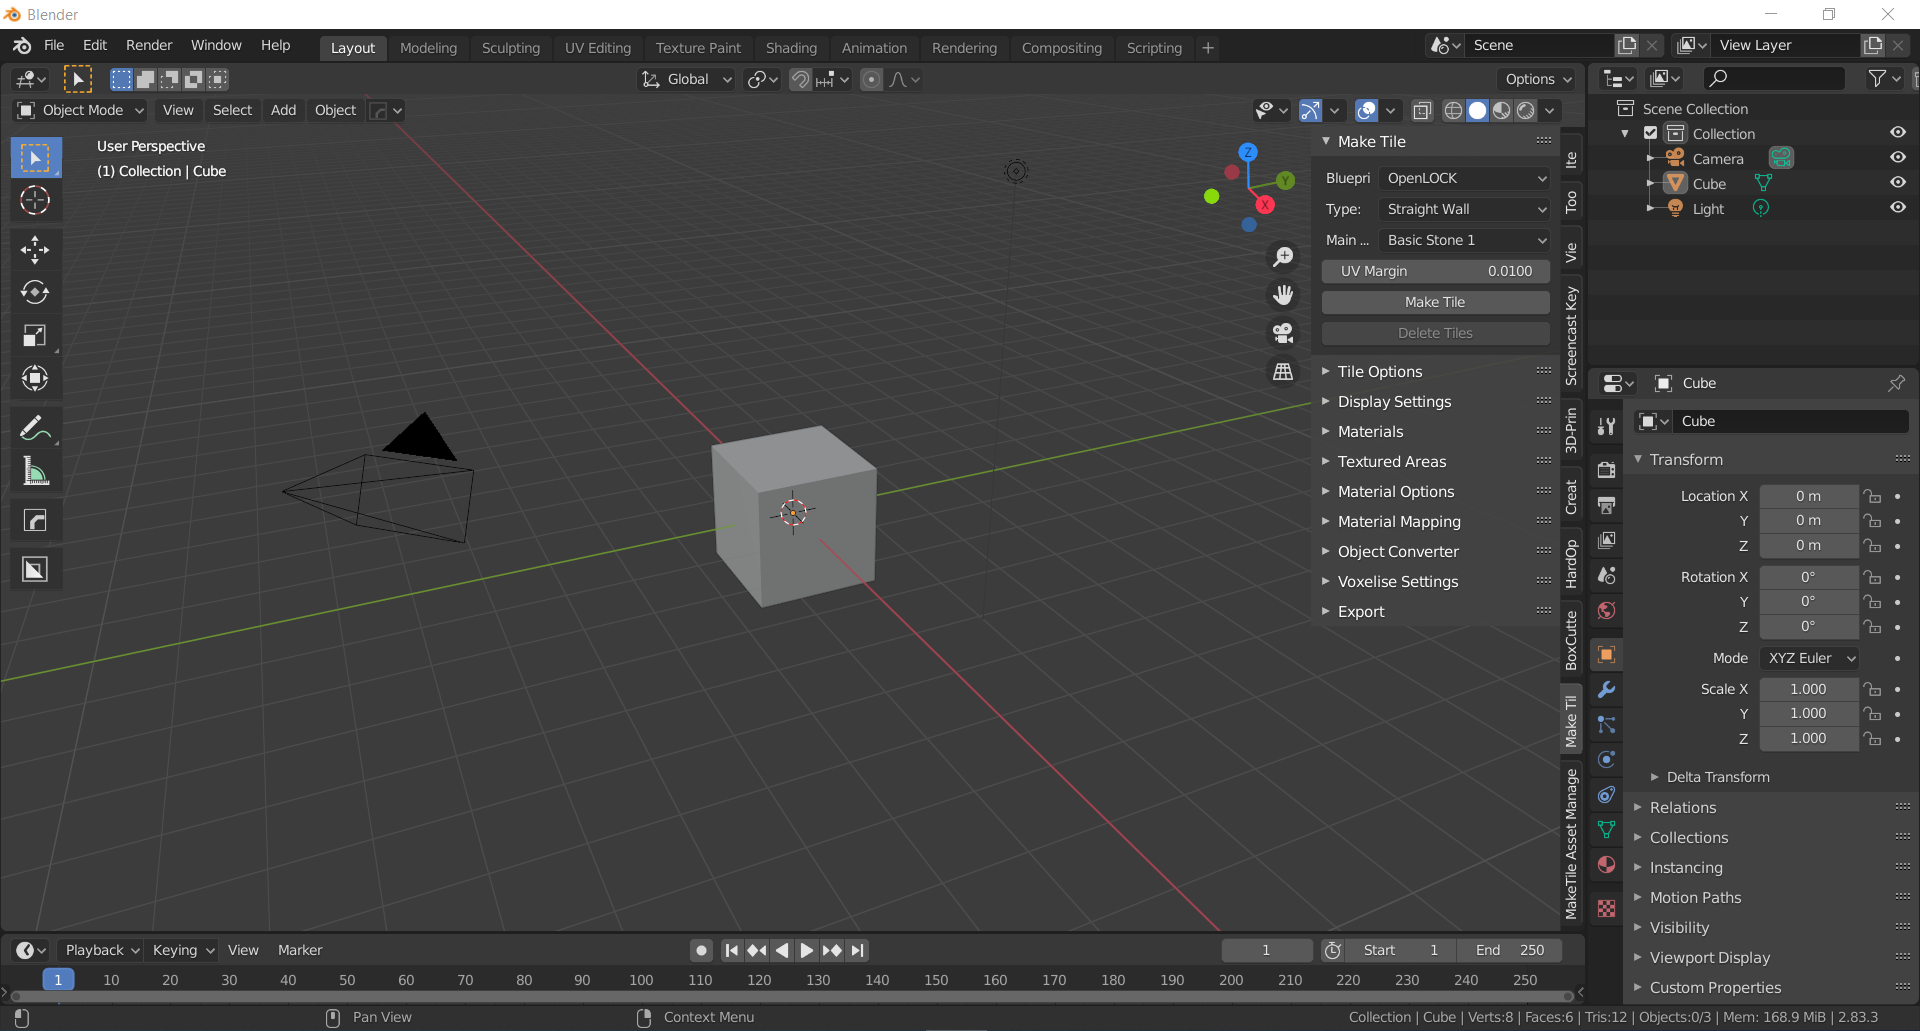 Blender
File Edit Render Window Help Layout Modeling Sculpting UV Editing Texture Paint Shading Animation Rendering Compositing Scripting + Scene View Layer
Global Options
Object Mode View Select Add Object
User Perspective
(1) Collection | Cube
Z
Y
X
Make Tile
Bluepri OpenLOCK
Type: Straight Wall
Main ... Basic Stone 1
UV Margin 0.0100
Make Tile
Delete Tiles
Tile Options
Display Settings
Materials
Textured Areas
Material Options
Material Mapping
Object Converter
Voxelise Settings
Export
Ite
Too
Vie
Screencast Key
3D-Prin
Creat
HardOp
BoxCutte
Make Til
MakeTile Asset Manage
Scene Collection
Collection
Camera
Cube
Light
Cube
Cube
Transform
Location X 0 m
Y 0 m
Z 0 m
Rotation X 0°
Y 0°
Z 0°
Mode XYZ Euler
Scale X 1.000
Y 1.000
Z 1.000
Delta Transform
Relations
Collections
Instancing
Motion Paths
Visibility
Viewport Display
Custom Properties
Playback Keying View Marker 1 Start 1 End 250
1 10 20 30 40 50 60 70 80 90 100 110 120 130 140 150 160 170 180 190 200 210 220 230 240 250
Pan View Context Menu Collection | Cube | Verts:8 | Faces:6 | Tris:12 | Objects:0/3 | Mem: 168.9 MiB | 2.83.3